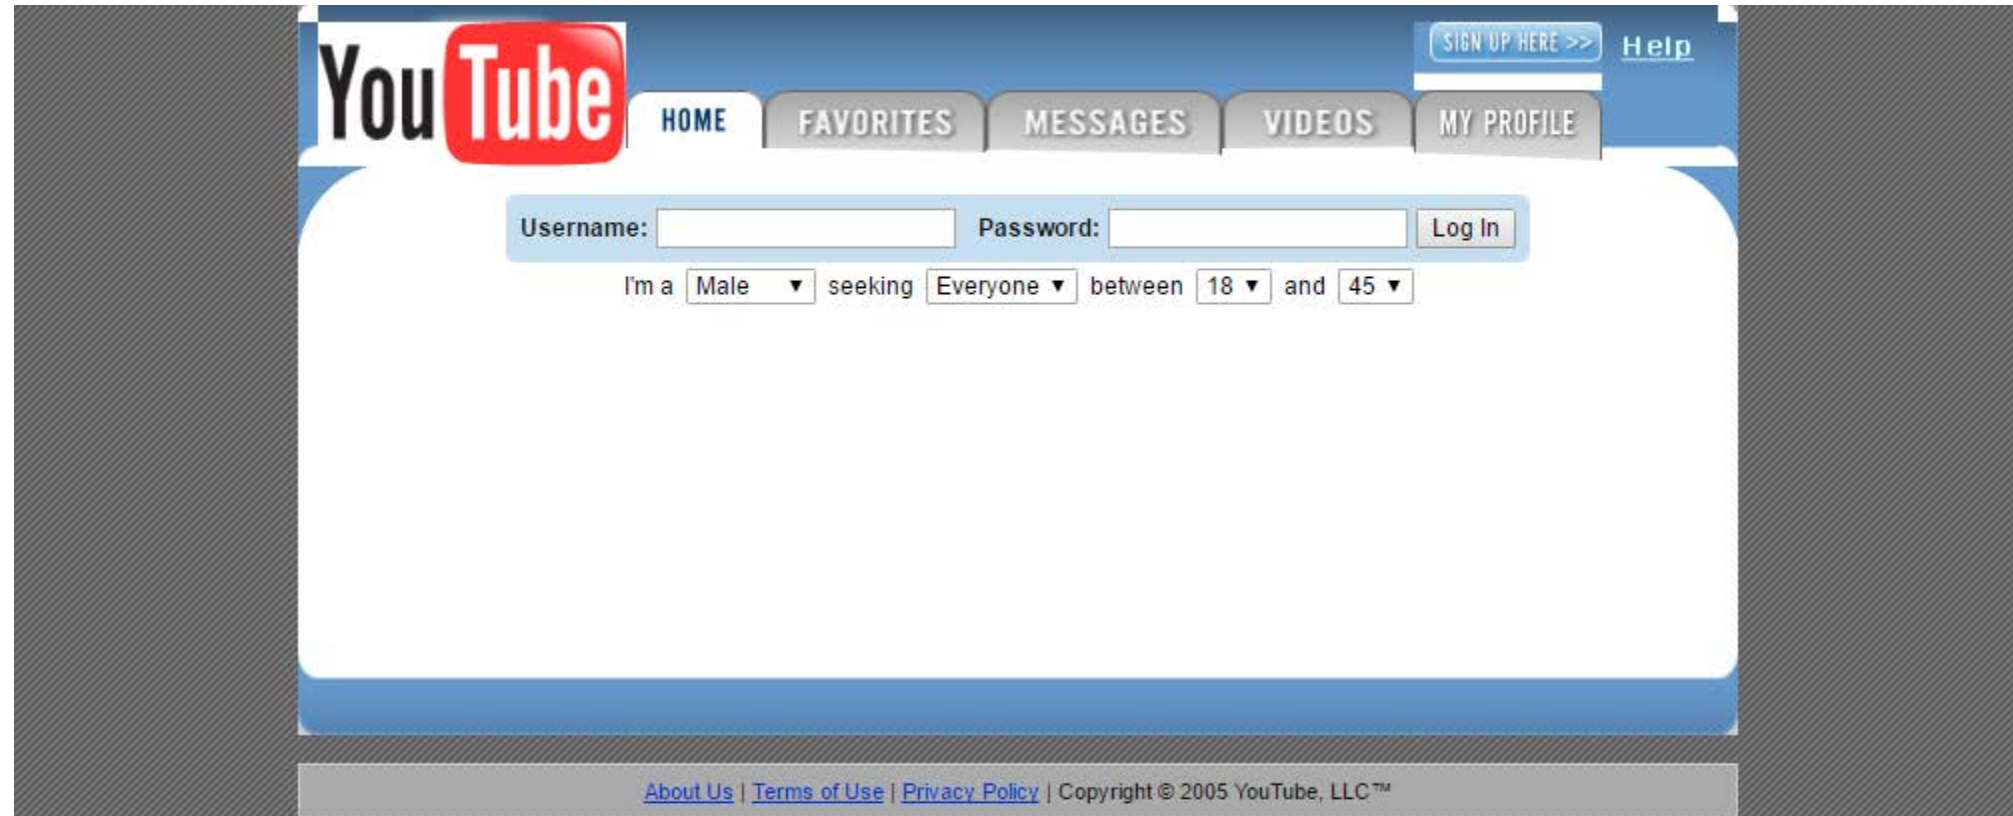 YouTube
SIGN UP HERE >> Help
HOME FAVORITES MESSAGES VIDEOS MY PROFILE
Username: Password: Log In
I'm a Male seeking Everyone between 18 and 45
About Us | Terms of Use | Privacy Policy | Copyright © 2005 YouTube, LLC™